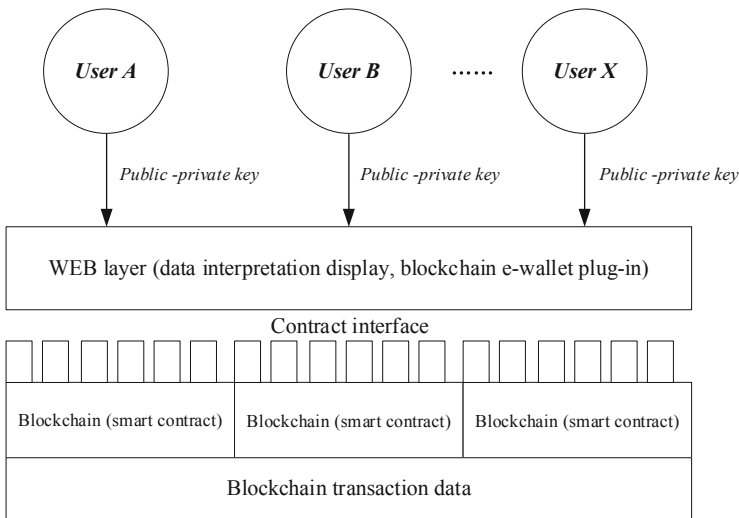 User A
User B
......
User X
Public -private key
Public -private key
Public -private key
WEB layer (data interpretation display, blockchain e-wallet plug-in)
Contract interface
Blockchain (smart contract)
Blockchain (smart contract)
Blockchain (smart contract)
Blockchain transaction data